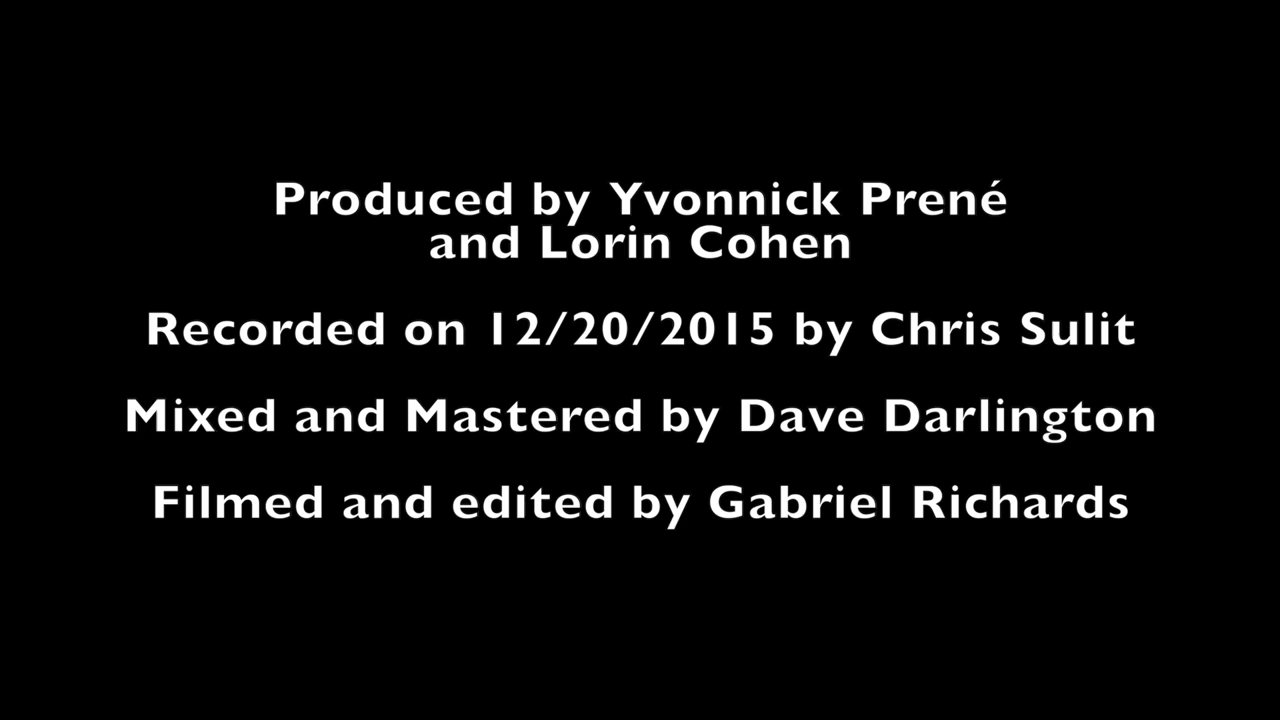 Produced by Yvonnick Prené
and Lorin Cohen
Recorded on 12/20/2015 by Chris Sulit
Mixed and Mastered by Dave Darlington
Filmed and edited by Gabriel Richards